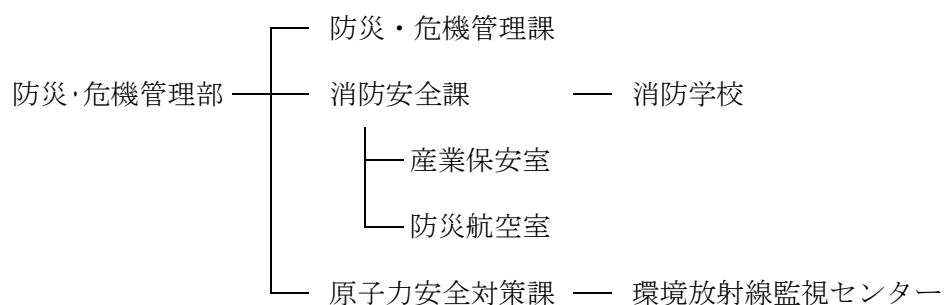 防災・危機管理課
防災·危機管理部
消防安全課
消防学校
産業保安室
防災航空室
原子力安全対策課
環境放射線監視センター